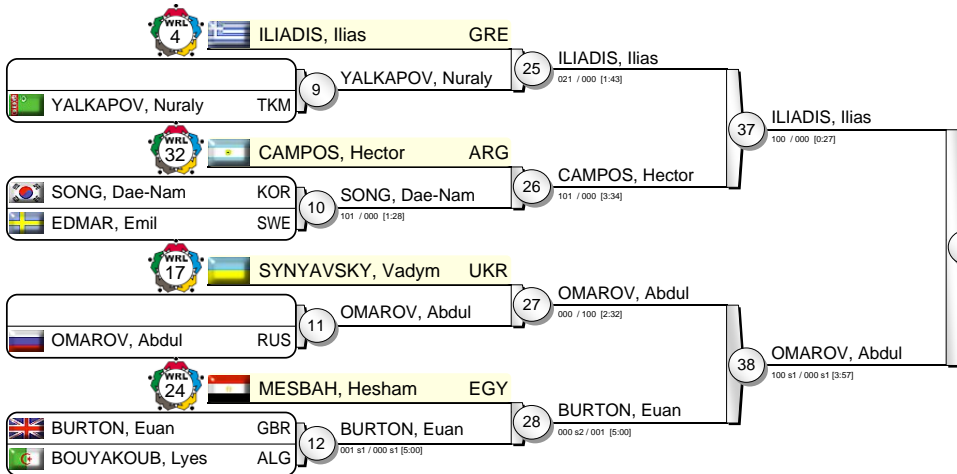 WRL
4
ILIADIS, Ilias GRE
9
YALKAPOV, Nuraly TKM
YALKAPOV, Nuraly
25
ILIADIS, Ilias
021 / 000 [1:43]
WRL
32
CAMPOS, Hector ARG
SONG, Dae-Nam KOR
EDMAR, Emil SWE
10
SONG, Dae-Nam
101 / 000 [1:28]
26
CAMPOS, Hector
101 / 000 [3:34]
37
ILIADIS, Ilias
100 / 000 [0:27]
WRL
17
SYNYAVSKY, Vadym UKR
11
OMAROV, Abdul RUS
OMAROV, Abdul
27
OMAROV, Abdul
000 / 100 [2:32]
WRL
24
MESBAH, Hesham EGY
BURTON, Euan GBR
BOUYAKOUB, Lyes ALG
12
BURTON, Euan
001 s1 / 000 s1 [5:00]
28
BURTON, Euan
000 s2 / 001 [5:00]
38
OMAROV, Abdul
100 s1 / 000 s1 [3:57]